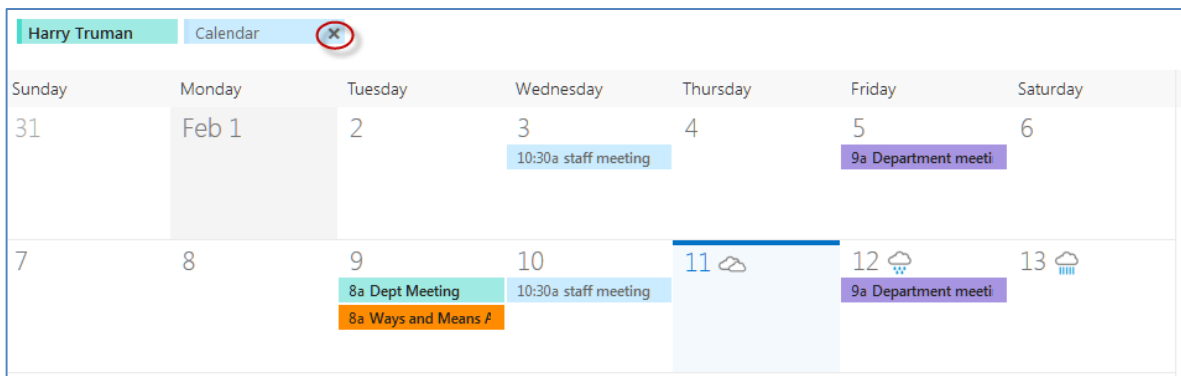 Harry Truman Calendar
Sunday Monday Tuesday Wednesday Thursday Friday Saturday
31 Feb 1 2 3 4 5 6
10:30a staff meeting 9a Department meeti
7 8 9 10 11 12 13
8a Dept Meeting 10:30a staff meeting 9a Department meeti
8a Ways and Means A